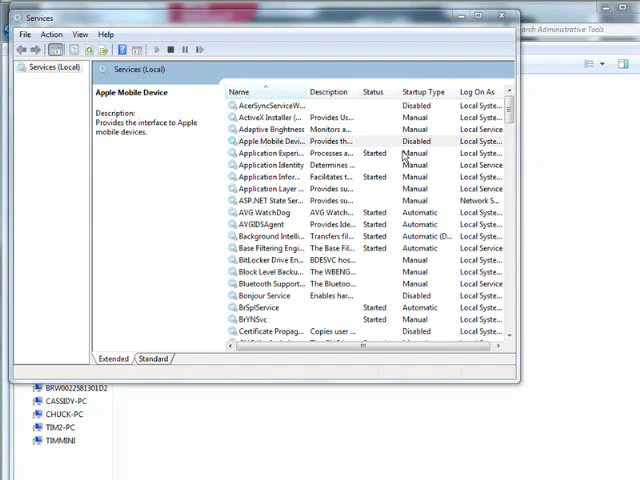 Services
arch Administrative Tools
File Action View Help
Services (Local)
Services (Local)
Apple Mobile Device
Description:
Provides the interface to Apple
mobile devices.
Name Description Status Startup Type Log On As
AcerSyncServiceW... Disabled Local Syste...
ActiveX Installer (... Provides Us... Manual Local Syste...
Adaptive Brightness Monitors a... Manual Local Service
Apple Mobile Devi... Provides th... Disabled Local Syste...
Application Experi... Processes a... Started Manual Local Syste...
Application Identity Determines ... Manual Local Service
Application Infor... Facilitates t... Started Manual Local Syste...
Application Layer ... Provides su... Manual Local Service
ASP.NET State Ser... Provides su... Manual Network S...
AVG WatchDog AVG Watch... Started Automatic Local Syste...
AVGIDSAgent Provides Ide... Started Automatic Local Syste...
Background Intelli... Transfers fil... Started Automatic (D... Local Syste...
Base Filtering Engi... The Base Fil... Started Automatic Local Service
BitLocker Drive En... BDESVC hos... Manual Local Syste...
Block Level Backu... The WBENG... Manual Local Syste...
Bluetooth Support... The Bluetoo... Manual Local Service
Bonjour Service Enables har... Disabled Local Syste...
BrSplService Started Automatic Local Syste...
BrYNSvc Started Manual Local Syste...
Certificate Propag... Copies user ... Disabled Local Syste...
Extended Standard
BRW0022581301D2
CASSIDY-PC
CHUCK-PC
TIM2-PC
TIMMINI